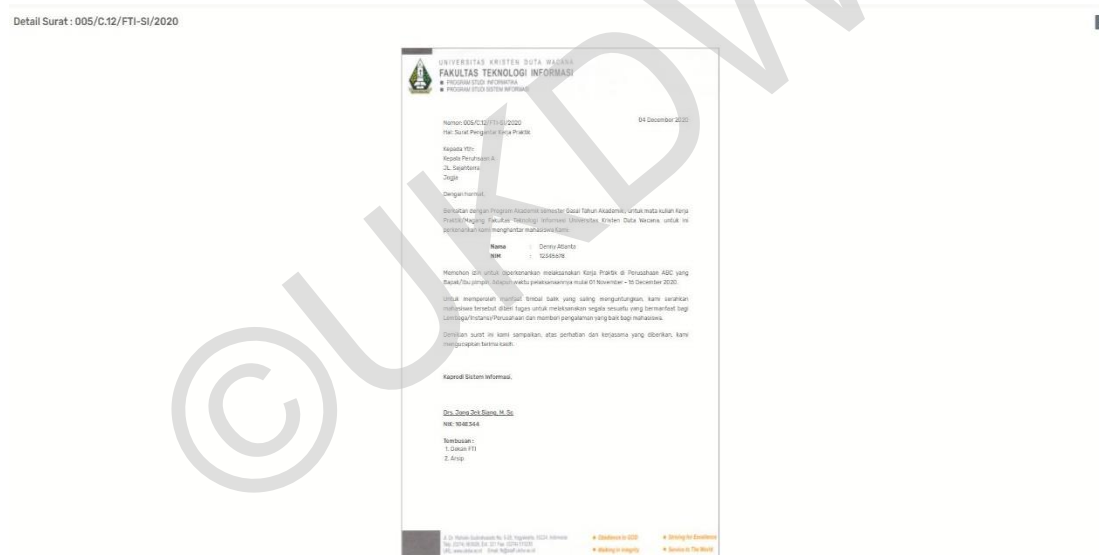 Detail Surat : 005/C.12/FTI-SI/2020
UNIVERSITAS KRISTEN DUTA WACANA
FAKULTAS TEKNOLOGI INFORMASI
PROGRAM STUDI INFORMATIKA
PROGRAM STUDI SISTEM INFORMASI
Nomor: 005/C.12/FTI-SI/2020
04 December 2020
Hal: Surat Pengantar Kerja Praktik
Kepada Yth:
Kepala Perusahaan A
JL. Sejahtera
Jogja
Dengan hormat,
Berkaitan dengan Program Akademik semester Gasal Tahun Akademik, untuk mata kuliah Kerja
Praktik/Magang Fakultas Teknologi Informasi Universitas Kristen Duta Wacana, untuk ini
perkenankan kami menghantar mahasiswa kami:
Nama : Denny Atlanta
NIM : 12345678
Memohon izin untuk diperkenankan melaksanakan Kerja Praktik di Perusahaan ABC yang
Bapak/Ibu pimpin. Adapun waktu pelaksanaannya mulai 01 November - 16 December 2020.
Untuk memperoleh manfaat timbal balik yang saling menguntungkan, kami serahkan
mahasiswa tersebut diberi tugas untuk melaksanakan segala sesuatu yang bermanfaat bagi
Lembaga/Instansi/Perusahaan dan memberi pengalaman yang baik bagi mahasiswa.
Demikian surat ini kami sampaikan, atas perhatian dan kerjasama yang diberikan, kami
mengucapkan terima kasih.
Kaprodi Sistem Informasi,
Drs. Jong Jek Siang, M. Sc
NIK: 104E344
Tembusan :
1. Dekan FTI
2. Arsip
Obedience to GOD
Striving for Excellence
Walking in Integrity
Service to The World
©UKDW